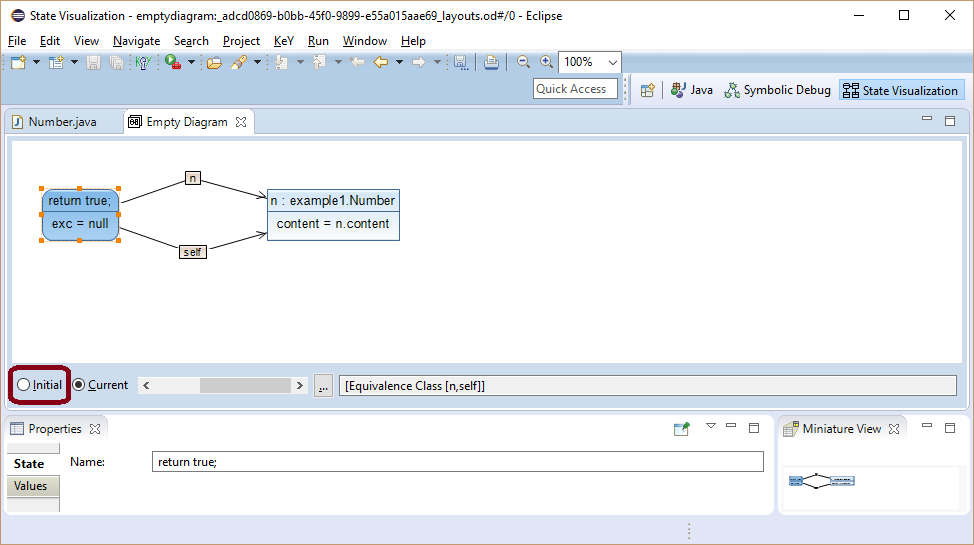 State Visualization - emptydiagram:_adcd0869-b0bb-45f0-9899-e55a015aae69_layouts.od#/0 - Eclipse
File Edit View Navigate Search Project KeY Run Window Help
100%
Quick Access Java Symbolic Debug State Visualization
Number.java Empty Diagram
n
return true; n : example1.Number
exc = null content = n.content
self
Initial Current ... [Equivalence Class [n,self]]
Properties Miniature View
State Name: return true;
Values